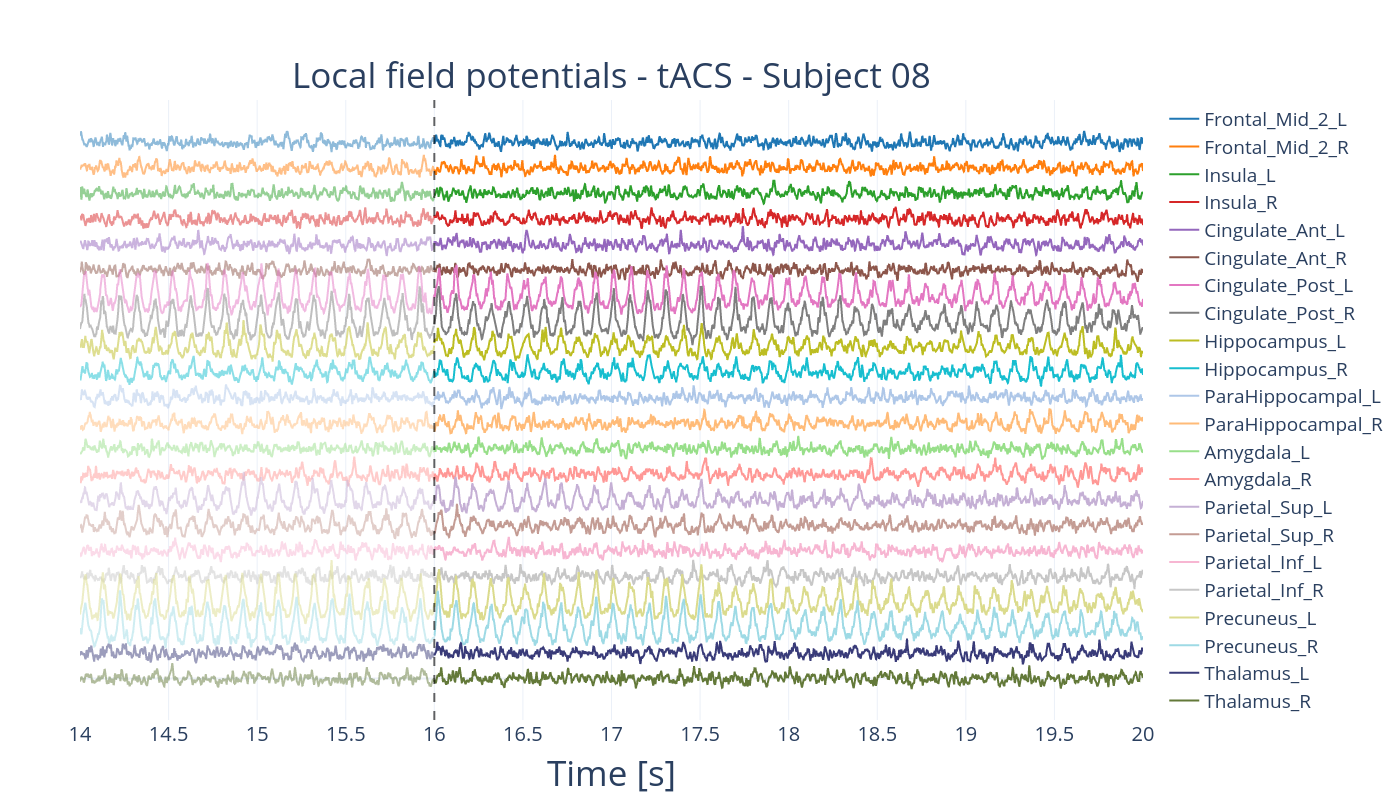 Local field potentials - tACS - Subject 08
Frontal_Mid_2_L
Frontal_Mid_2_R
Insula_L
Insula_R
Cingulate_Ant_L
Cingulate_Ant_R
Cingulate_Post_L
Cingulate_Post_R
Hippocampus_L
Hippocampus_R
ParaHippocampal_L
ParaHippocampal_R
Amygdala_L
Amygdala_R
Parietal_Sup_L
Parietal_Sup_R
Parietal_Inf_L
Parietal_Inf_R
Precuneus_L
Precuneus_R
Thalamus_L
Thalamus_R
14 14.5 15 15.5 16 16.5 17 17.5 18 18.5 19 19.5 20
Time [s]